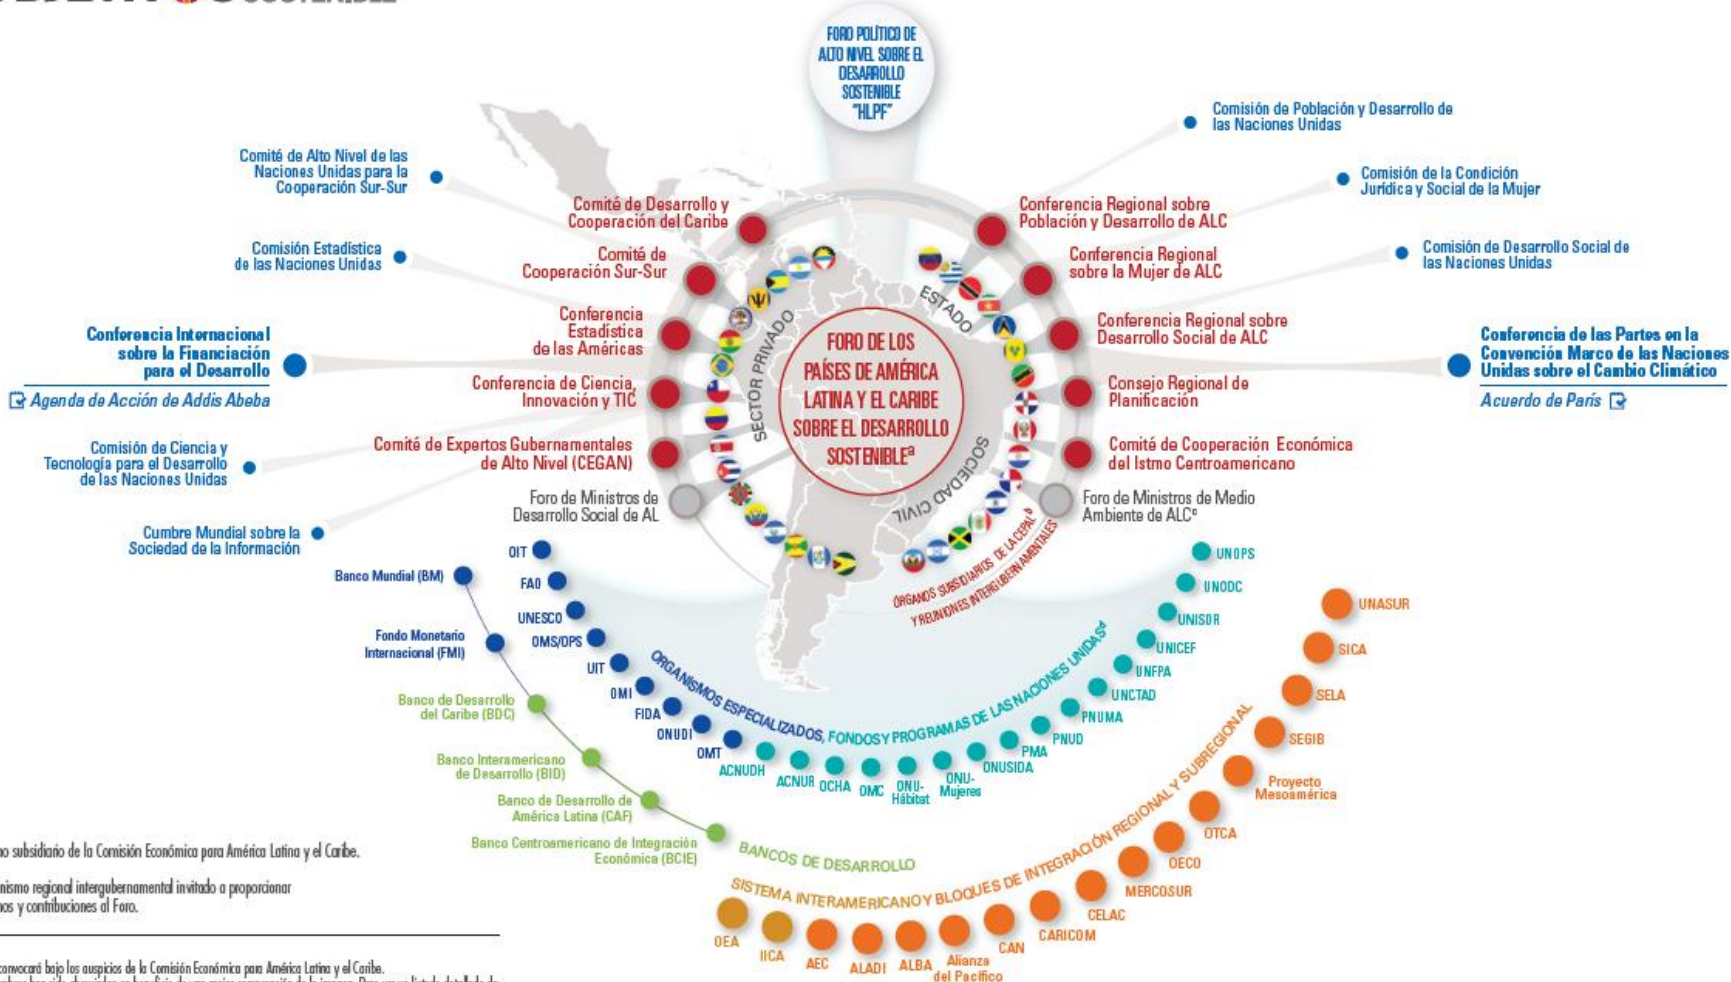 SOSTENIBLE
FORO POLÍTICO DE
ALTO NIVEL SOBRE EL
DESARROLLO
SOSTENIBLE
"HLPF"
Comité de Alto Nivel de las
Naciones Unidas para la
Cooperación Sur-Sur
Comisión Estadística
de las Naciones Unidas
Conferencia Internacional
sobre la Financiación
para el Desarrollo
Agenda de Acción de Addis Abeba
Comisión de Ciencia y
Tecnología para el Desarrollo
de las Naciones Unidas
Cumbre Mundial sobre la
Sociedad de la Información
Comité de Desarrollo y
Cooperación del Caribe
Comité de
Cooperación Sur-Sur
Conferencia
Estadística
de las Américas
Conferencia de Ciencia,
Innovación y TIC
Comité de Expertos Gubernamentales
de Alto Nivel (CEGAN)
Foro de Ministros de
Desarrollo Social de AL
SECTOR PRIVADO
ESTADO
SOCIEDAD CIVIL
FORO DE LOS
PAÍSES DE AMÉRICA
LATINA Y EL CARIBE
SOBRE EL DESARROLLO
SOSTENIBLEª
Conferencia Regional sobre
Población y Desarrollo de ALC
Conferencia Regional
sobre la Mujer de ALC
Conferencia Regional sobre
Desarrollo Social de ALC
Consejo Regional de
Planificación
Comité de Cooperación Económica
del Istmo Centroamericano
Foro de Ministros de Medio
Ambiente de ALCᶜ
Comisión de Población y Desarrollo de
las Naciones Unidas
Comisión de la Condición
Jurídica y Social de la Mujer
Comisión de Desarrollo Social de
las Naciones Unidas
Conferencia de las Partes en la
Convención Marco de las Naciones
Unidas sobre el Cambio Climático
Acuerdo de París
ÓRGANOS SUBSIDIARIOS DE LA CEPALᵇ
Y REUNIONES INTERGUBERNAMENTALES
Banco Mundial (BM)
Fondo Monetario
Internacional (FMI)
Banco de Desarrollo
del Caribe (BDC)
Banco Interamericano
de Desarrollo (BID)
Banco de Desarrollo de
América Latina (CAF)
Banco Centroamericano de Integración
Económica (BCIE)
BANCOS DE DESARROLLO
OIT
FAO
UNESCO
OMS/OPS
UIT
OMI
FIDA
ONUDI
OMT
ACNUDH
ACNUR
OCHA
OMC
ONU-
Hábitat
ONU-
Mujeres
ONUSIDA
PMA
PNUD
PNUMA
UNCTAD
UNFPA
UNICEF
UNISDR
UNODC
UNOPS
ORGANISMOS ESPECIALIZADOS, FONDOS Y PROGRAMAS DE LAS NACIONES UNIDASᵈ
SISTEMA INTERAMERICANO Y BLOQUES DE INTEGRACIÓN REGIONAL Y SUBREGIONAL
OEA
IICA
AEC
ALADI
ALBA
Alianza
del Pacífico
CAN
CARICOM
CELAC
MERCOSUR
OECO
OTCA
Proyecto
Mesoamérica
SEGIB
SELA
SICA
UNASUR
no subsidiario de la Comisión Económica para América Latina y el Caribe.
nismo regional intergubernamental invitado a proporcionar
nos y contribuciones al Foro.
convocará bajo los auspicios de la Comisión Económica para América Latina y el Caribe.